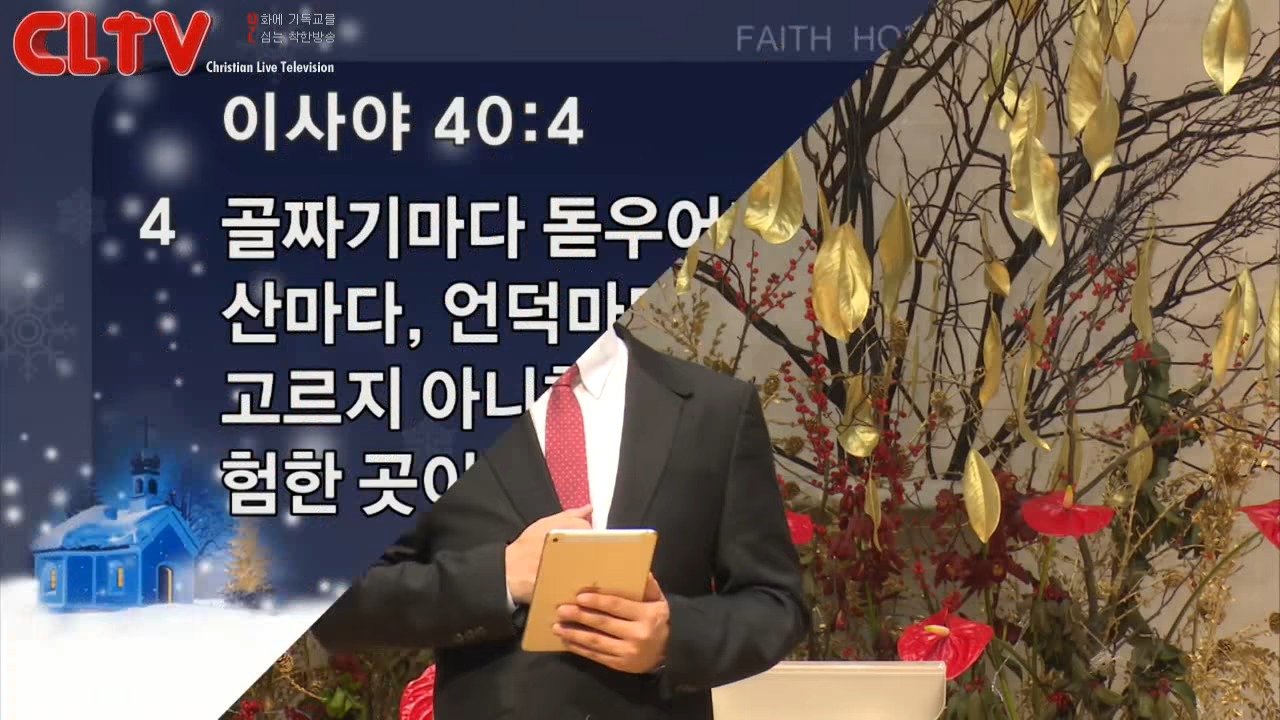 CLTV
화에 기독교를
심는 착한방송
Christian Live Television
FAITH
이사야 40:4
4 골짜기마다 돋우어
산마다, 언덕마
고르지 아니
험한 곳이